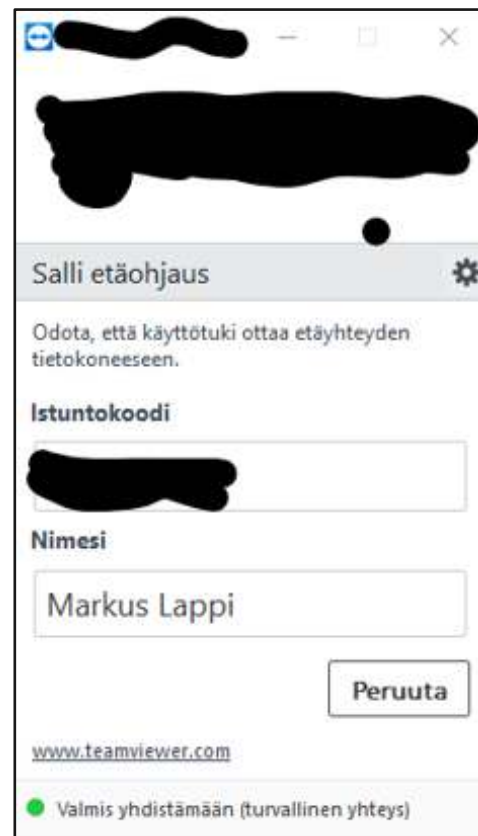 Salli etäohjaus
Odota, että käyttötuki ottaa etäyhteyden
tietokoneeseen.
Istuntokoodi
Nimesi
Markus Lappi
Peruuta
www.teamviewer.com
Valmis yhdistämään (turvallinen yhteys)